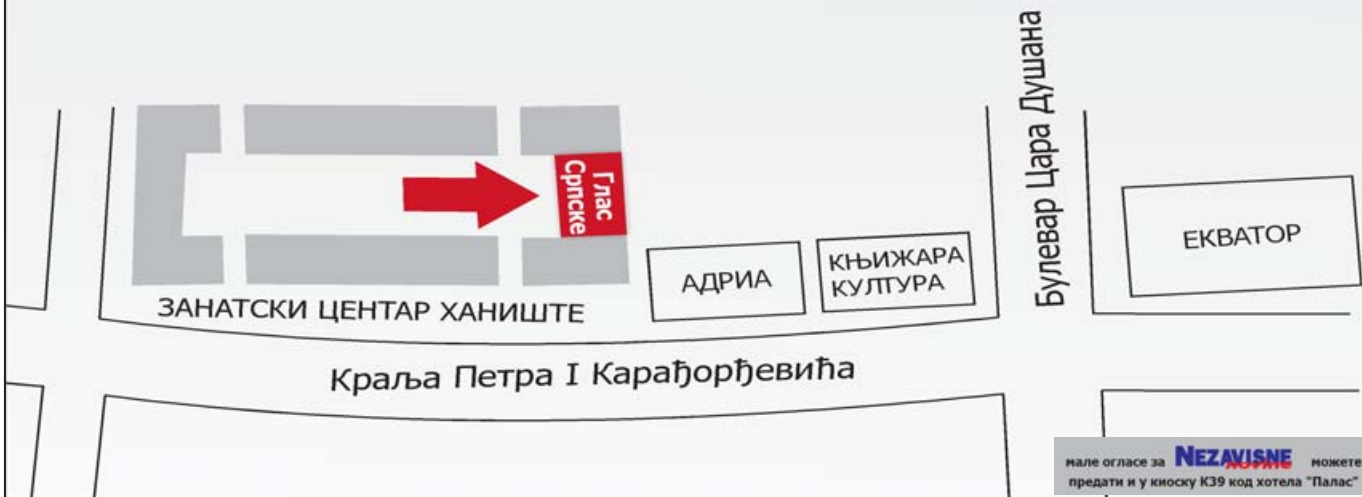 Булевар Цара Душана
Глас
Српске
АДРИА
КЊИЖАРА
КУЛТУРА
ЕКВАТОР
ЗАНАТСКИ ЦЕНТАР ХАНИШТЕ
Краља Петра I Карађорђевића
мале огласе за NEZAVISNE novine можете
предати и у киоску К39 код хотела "Палас"